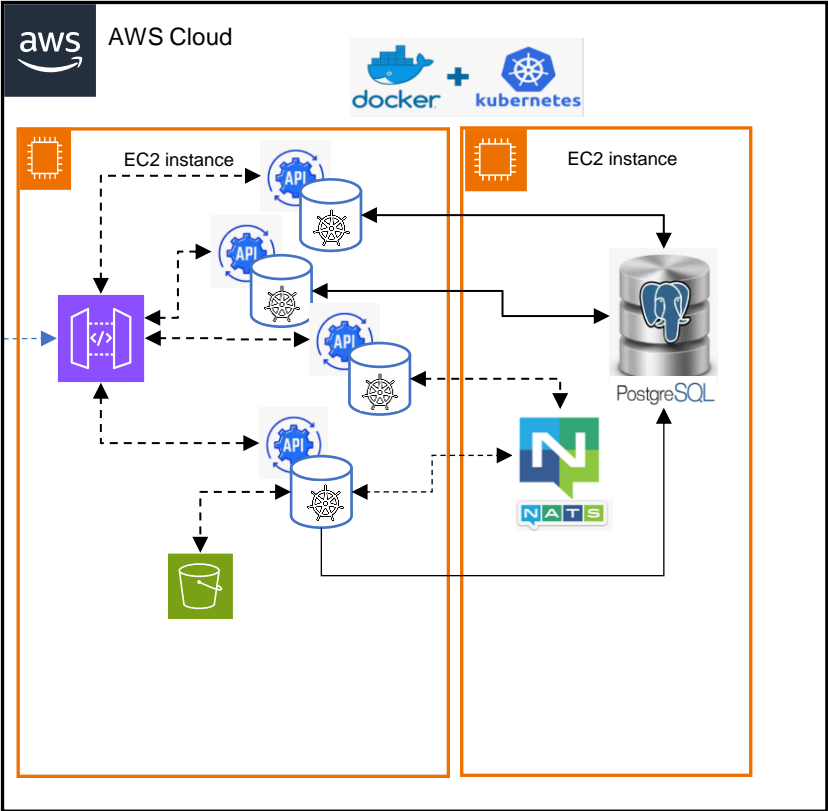 aws
AWS Cloud
docker + kubernetes
EC2 instance
EC2 instance
API
API
</>
API
PostgreSQL
API
N
NATS